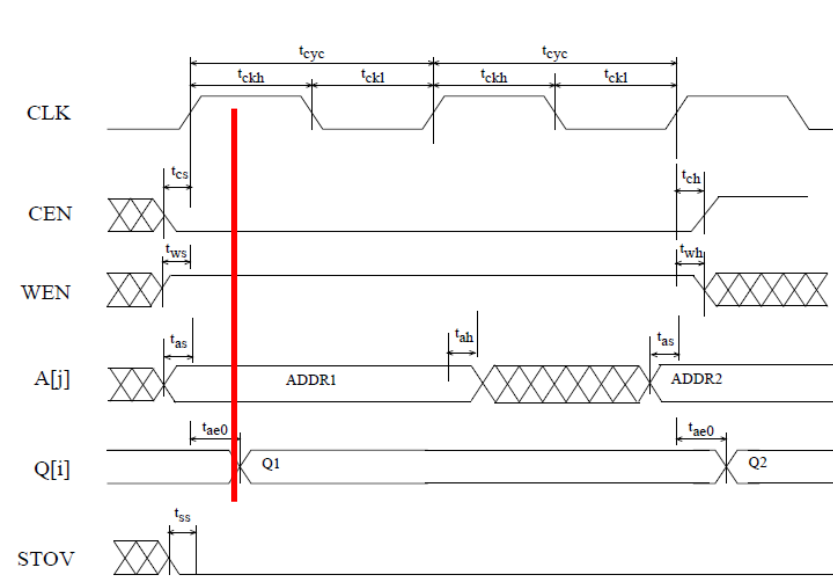 tcyc tcyc
tckh tckl tckh tckl
CLK
tcs tch
CEN
tws twh
WEN
tas tah tas
A[j] ADDR1 ADDR2
tae0 tae0
Q[i] Q1 Q2
tss
STOV